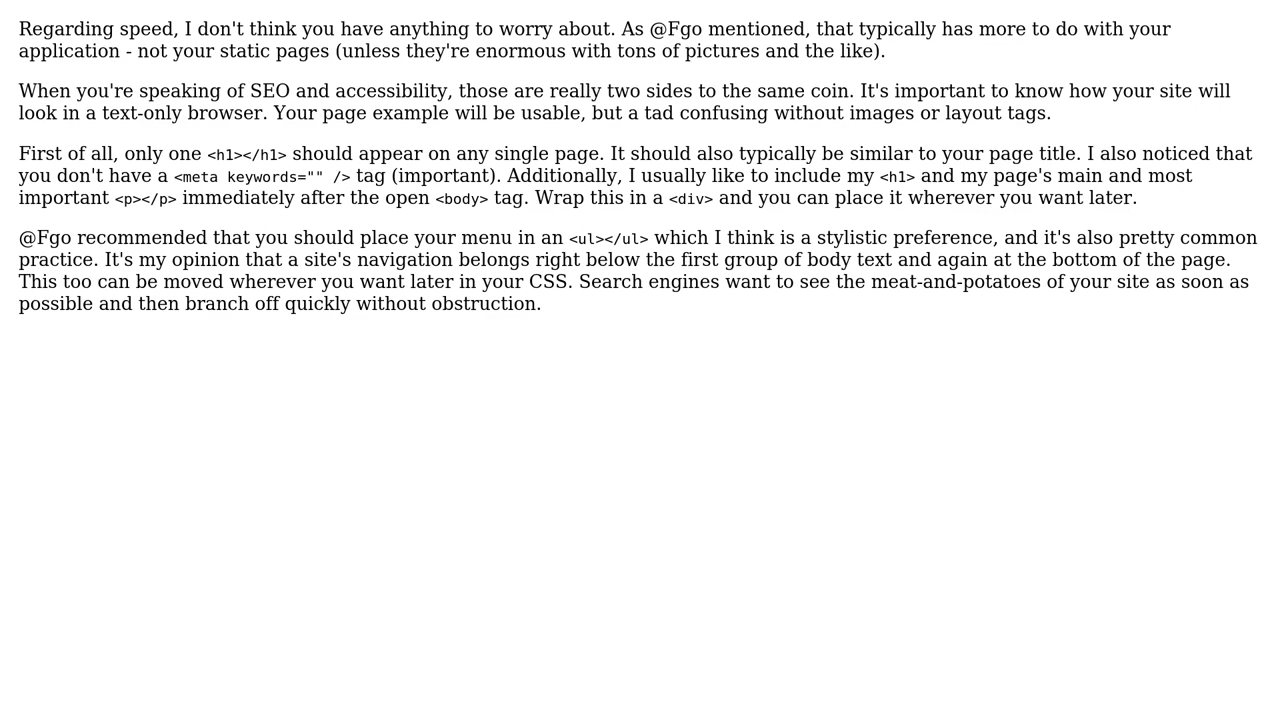 Regarding speed, I don't think you have anything to worry about. As @Fgo mentioned, that typically has more to do with your
application - not your static pages (unless they're enormous with tons of pictures and the like).
When you're speaking of SEO and accessibility, those are really two sides to the same coin. It's important to know how your site will
look in a text-only browser. Your page example will be usable, but a tad confusing without images or layout tags.
First of all, only one <h1></h1> should appear on any single page. It should also typically be similar to your page title. I also noticed that
you don't have a <meta keywords="" /> tag (important). Additionally, I usually like to include my <h1> and my page's main and most
important <p></p> immediately after the open <body> tag. Wrap this in a <div> and you can place it wherever you want later.
@Fgo recommended that you should place your menu in an <ul></ul> which I think is a stylistic preference, and it's also pretty common
practice. It's my opinion that a site's navigation belongs right below the first group of body text and again at the bottom of the page.
This too can be moved wherever you want later in your CSS. Search engines want to see the meat-and-potatoes of your site as soon as
possible and then branch off quickly without obstruction.